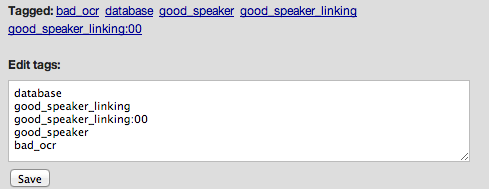 Tagged: bad_ocr database good_speaker good_speaker_linking
good_speaker_linking:00
Edit tags:
database
good_speaker_linking
good_speaker_linking:00
good_speaker
bad_ocr
Save